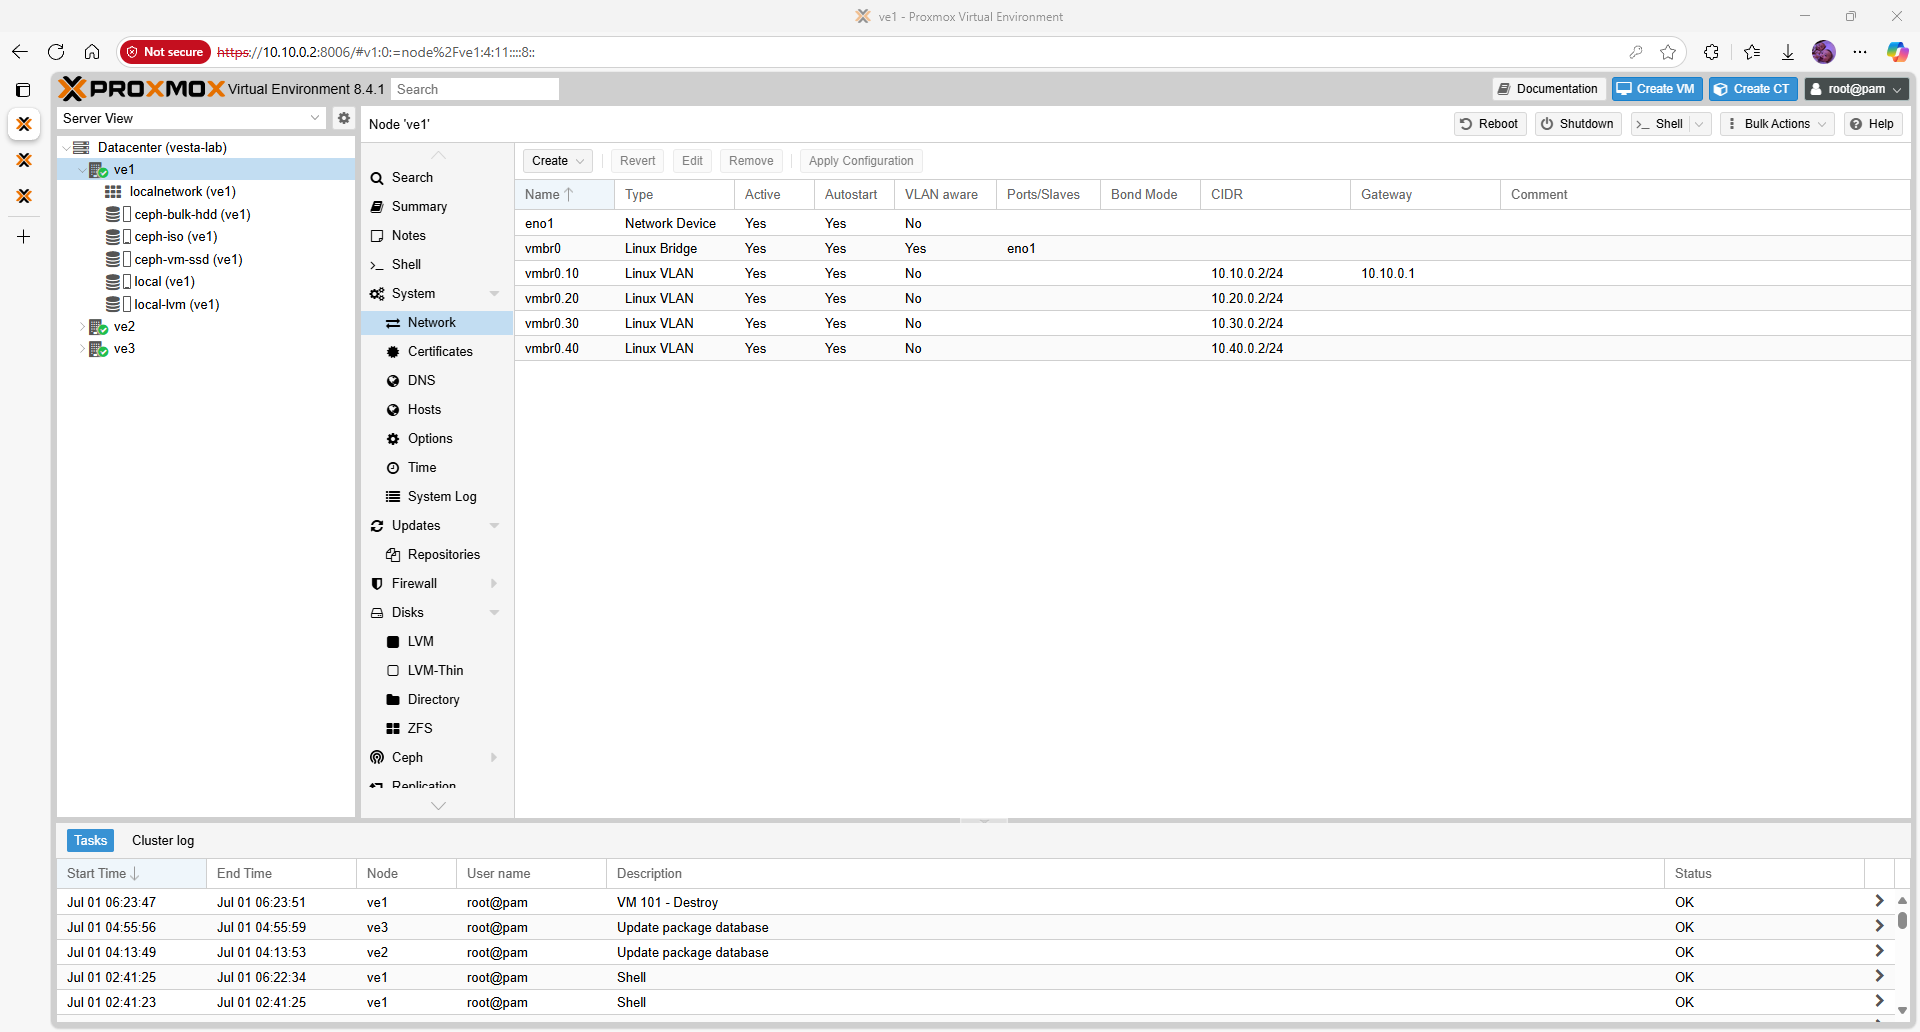 ve1 - Proxmox Virtual Environment
Not secure https://10.10.0.2:8006/#v1:0:=node%2Fve1:4:11::::8::
PROXMOX Virtual Environment 8.4.1 Search Documentation Create VM Create CT root@pam
Server View
Node 've1' Reboot Shutdown >_ Shell Bulk Actions Help
Datacenter (vesta-lab)
ve1
localnetwork (ve1)
ceph-bulk-hdd (ve1)
ceph-iso (ve1)
ceph-vm-ssd (ve1)
local (ve1)
local-lvm (ve1)
ve2
ve3
Search
Summary
Notes
>_ Shell
System
Network
Certificates
DNS
Hosts
Options
Time
System Log
Updates
Repositories
Firewall
Disks
LVM
LVM-Thin
Directory
ZFS
Ceph
Replication
Create Revert Edit Remove Apply Configuration
Name Type Active Autostart VLAN aware Ports/Slaves Bond Mode CIDR Gateway Comment
eno1 Network Device Yes Yes No
vmbr0 Linux Bridge Yes Yes Yes eno1
vmbr0.10 Linux VLAN Yes Yes No 10.10.0.2/24 10.10.0.1
vmbr0.20 Linux VLAN Yes Yes No 10.20.0.2/24
vmbr0.30 Linux VLAN Yes Yes No 10.30.0.2/24
vmbr0.40 Linux VLAN Yes Yes No 10.40.0.2/24
Tasks Cluster log
Start Time End Time Node User name Description Status
Jul 01 06:23:47 Jul 01 06:23:51 ve1 root@pam VM 101 - Destroy OK
Jul 01 04:55:56 Jul 01 04:55:59 ve3 root@pam Update package database OK
Jul 01 04:13:49 Jul 01 04:13:53 ve2 root@pam Update package database OK
Jul 01 02:41:25 Jul 01 06:22:34 ve1 root@pam Shell OK
Jul 01 02:41:23 Jul 01 02:41:25 ve1 root@pam Shell OK